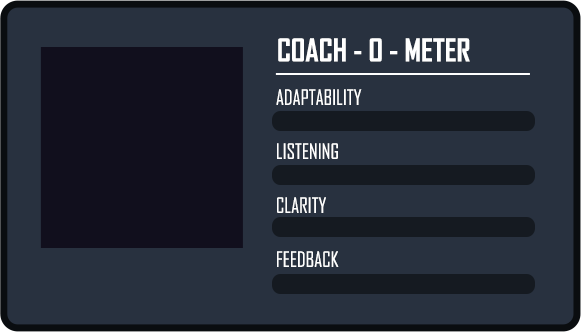 COACH - O - METER
ADAPTABILITY
LISTENING
CLARITY
FEEDBACK